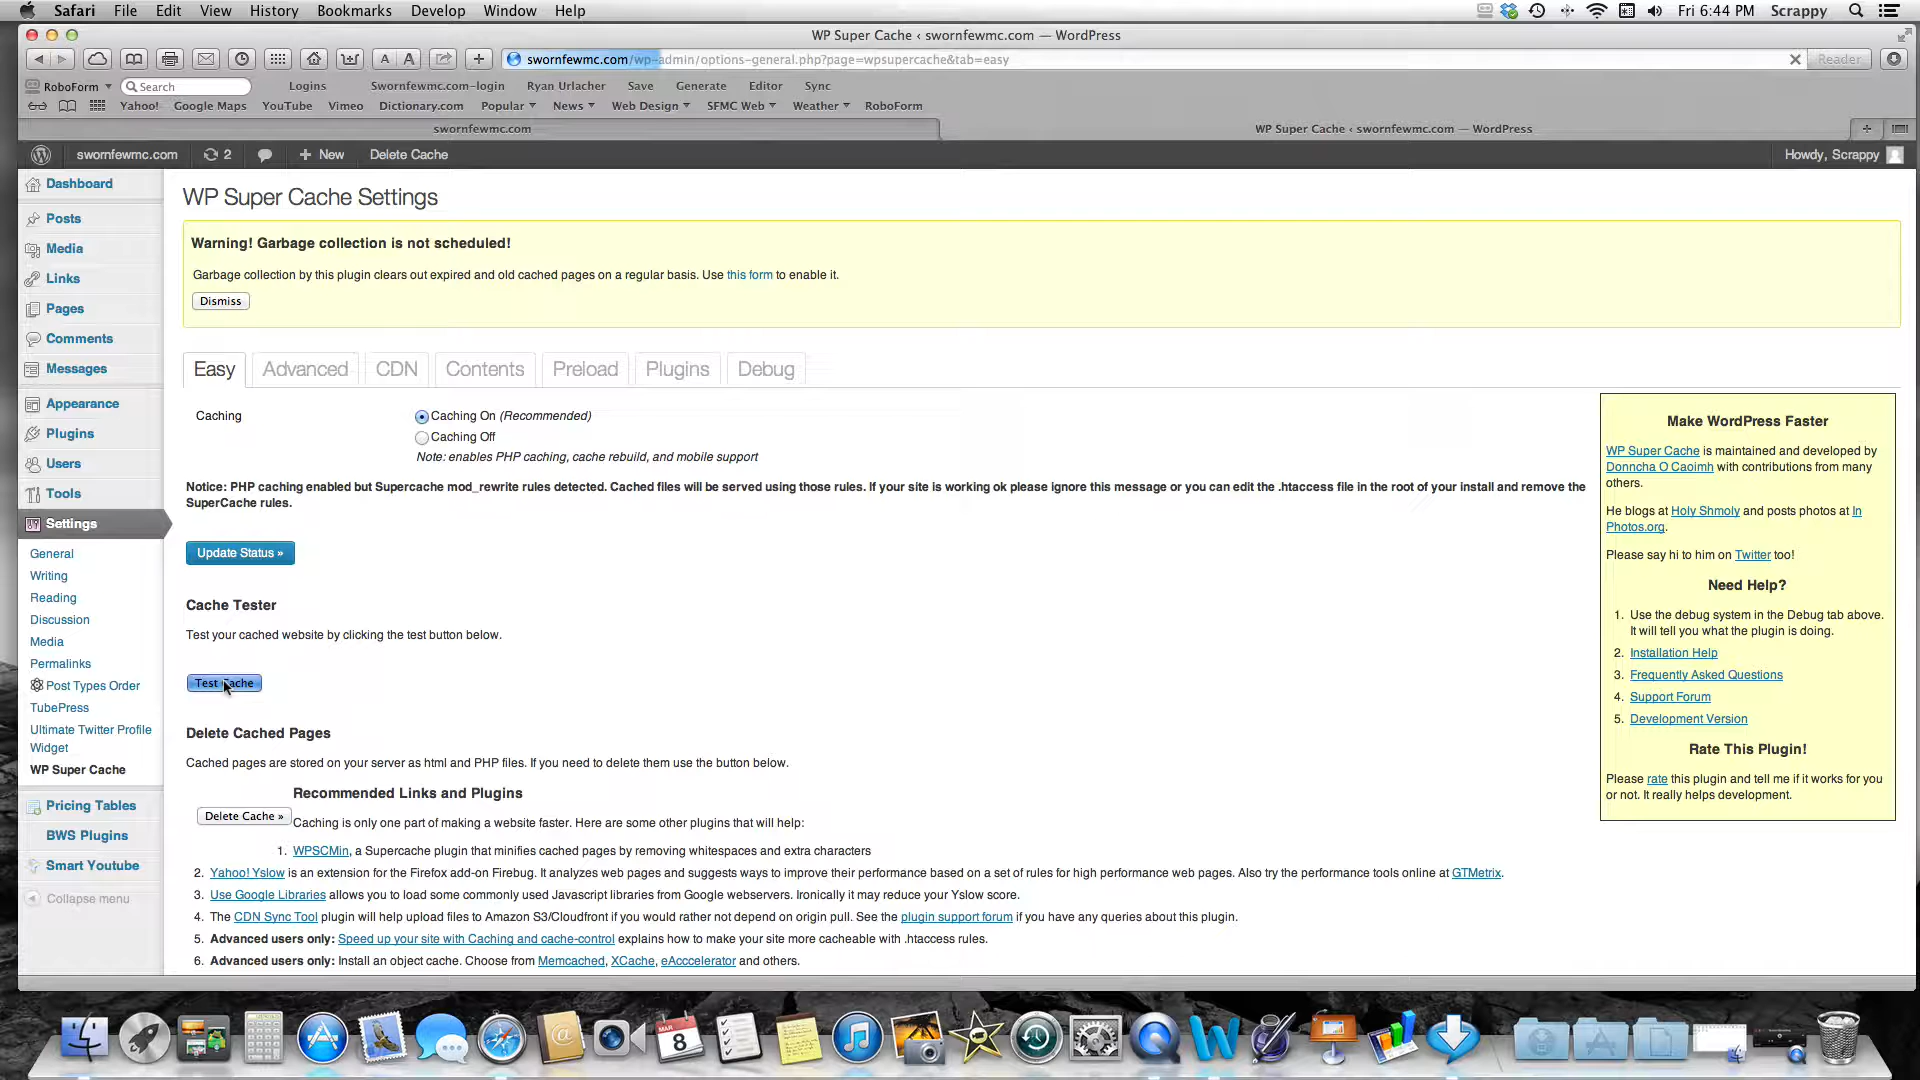 Safari File Edit View History Bookmarks Develop Window Help Fri 6:44 PM Scrappy
WP Super Cache ‹ swornfewmc.com — WordPress
A A + swornfewmc.com/wp-admin/options-general.php?page=wpsupercache&tab=easy Reader
RoboForm Search Logins Swornfewmc.com-login Ryan Urlacher Save Generate Editor Sync
Yahoo! Google Maps YouTube Vimeo Dictionary.com Popular News Web Design SFMC Web Weather RoboForm
swornfewmc.com WP Super Cache ‹ swornfewmc.com — WordPress +
swornfewmc.com 2 + New Delete Cache Howdy, Scrappy
Dashboard
Posts
Media
Links
Pages
Comments
Messages
Appearance
Plugins
Users
Tools
Settings
General
Writing
Reading
Discussion
Media
Permalinks
Post Types Order
TubePress
Ultimate Twitter Profile
Widget
WP Super Cache
Pricing Tables
BWS Plugins
Smart Youtube
Collapse menu
WP Super Cache Settings
Warning! Garbage collection is not scheduled!
Garbage collection by this plugin clears out expired and old cached pages on a regular basis. Use this form to enable it.
Dismiss
Easy Advanced CDN Contents Preload Plugins Debug
Caching Caching On (Recommended)
Caching Off
Note: enables PHP caching, cache rebuild, and mobile support
Notice: PHP caching enabled but Supercache mod_rewrite rules detected. Cached files will be served using those rules. If your site is working ok please ignore this message or you can edit the .htaccess file in the root of your install and remove the
SuperCache rules.
Update Status »
Cache Tester
Test your cached website by clicking the test button below.
Test Cache
Delete Cached Pages
Cached pages are stored on your server as html and PHP files. If you need to delete them use the button below.
Recommended Links and Plugins
Delete Cache »
Caching is only one part of making a website faster. Here are some other plugins that will help:
1. WPSCMin, a Supercache plugin that minifies cached pages by removing whitespaces and extra characters
2. Yahoo! Yslow is an extension for the Firefox add-on Firebug. It analyzes web pages and suggests ways to improve their performance based on a set of rules for high performance web pages. Also try the performance tools online at GTMetrix.
3. Use Google Libraries allows you to load some commonly used Javascript libraries from Google webservers. Ironically it may reduce your Yslow score.
4. The CDN Sync Tool plugin will help upload files to Amazon S3/Cloudfront if you would rather not depend on origin pull. See the plugin support forum if you have any queries about this plugin.
5. Advanced users only: Speed up your site with Caching and cache-control explains how to make your site more cacheable with .htaccess rules.
6. Advanced users only: Install an object cache. Choose from Memcached, XCache, eAcccelerator and others.
Make WordPress Faster
WP Super Cache is maintained and developed by
Donncha O Caoimh with contributions from many
others.
He blogs at Holy Shmoly and posts photos at In
Photos.org.
Please say hi to him on Twitter too!
Need Help?
1. Use the debug system in the Debug tab above.
It will tell you what the plugin is doing.
2. Installation Help
3. Frequently Asked Questions
4. Support Forum
5. Development Version
Rate This Plugin!
Please rate this plugin and tell me if it works for you
or not. It really helps development.
MAR
8